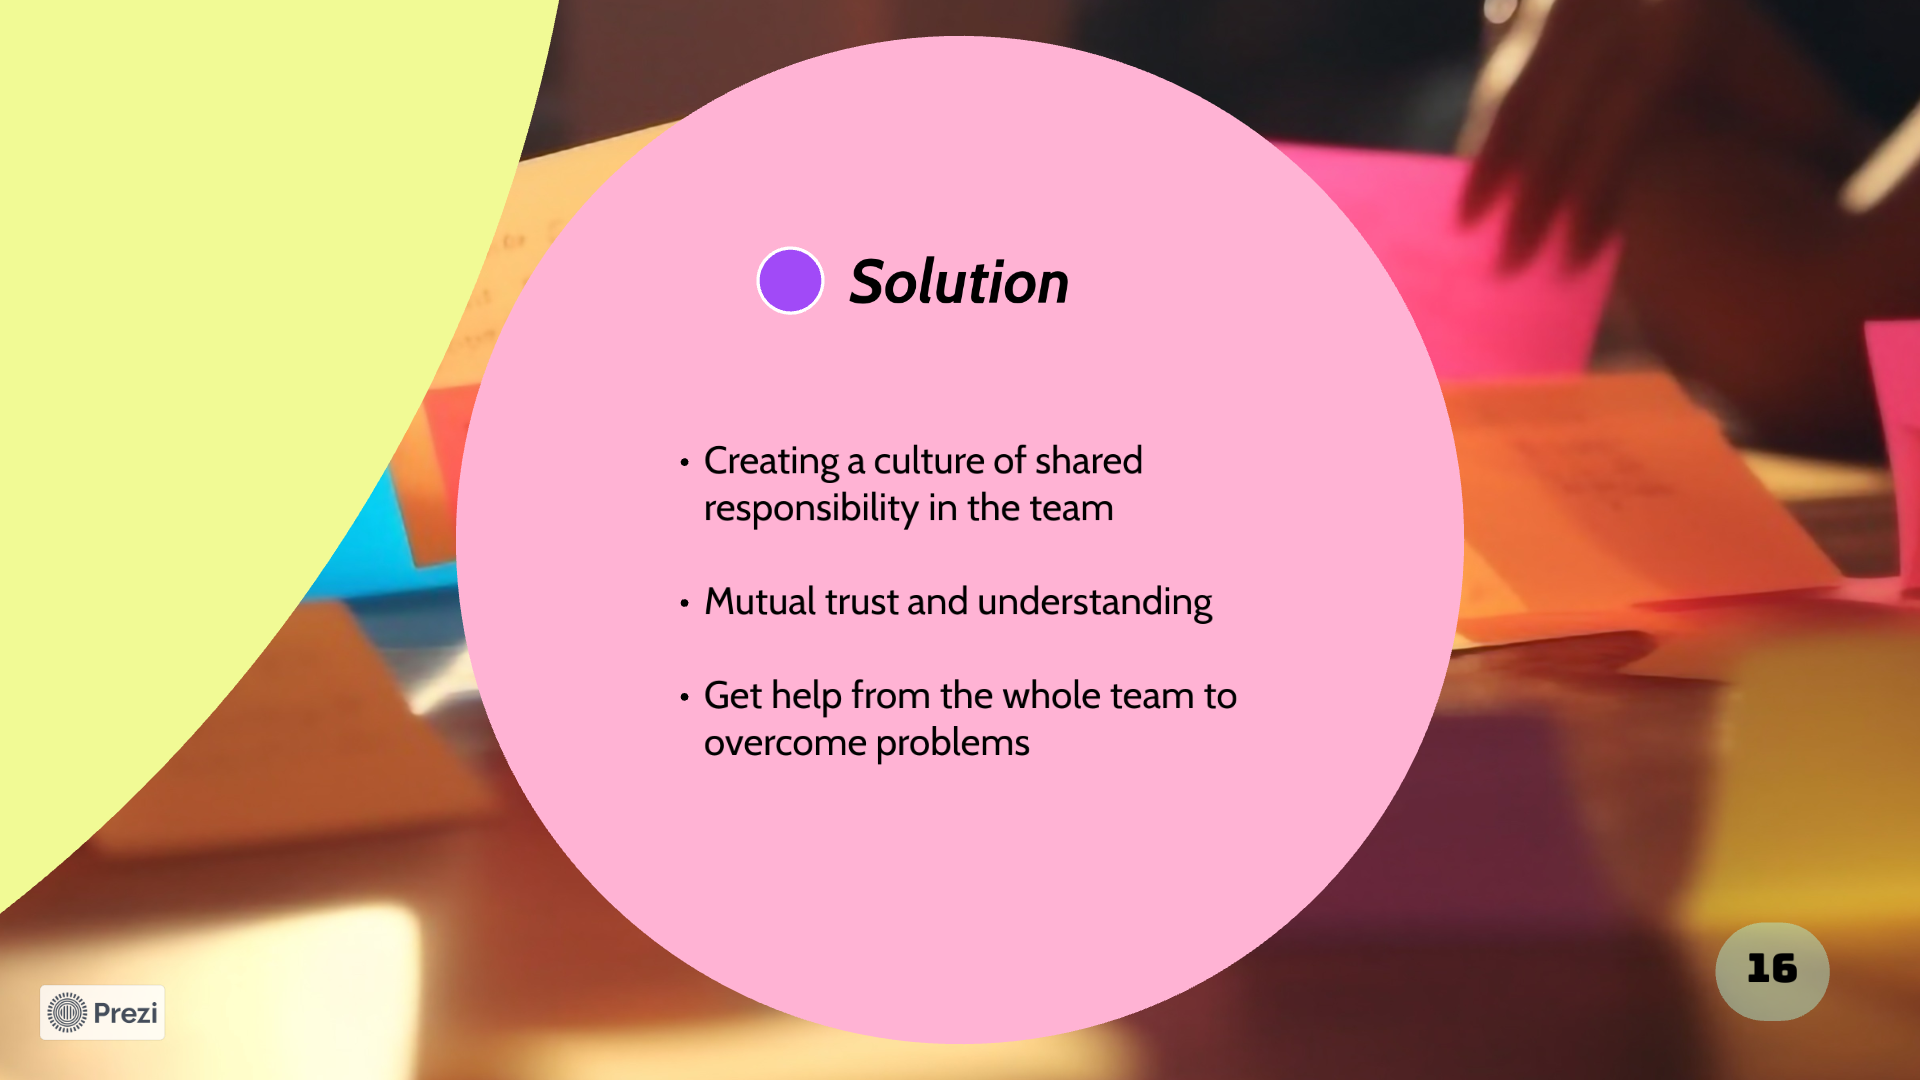 Solution
• Creating a culture of shared
responsibility in the team
• Mutual trust and understanding
• Get help from the whole team to
overcome problems
16
Prezi